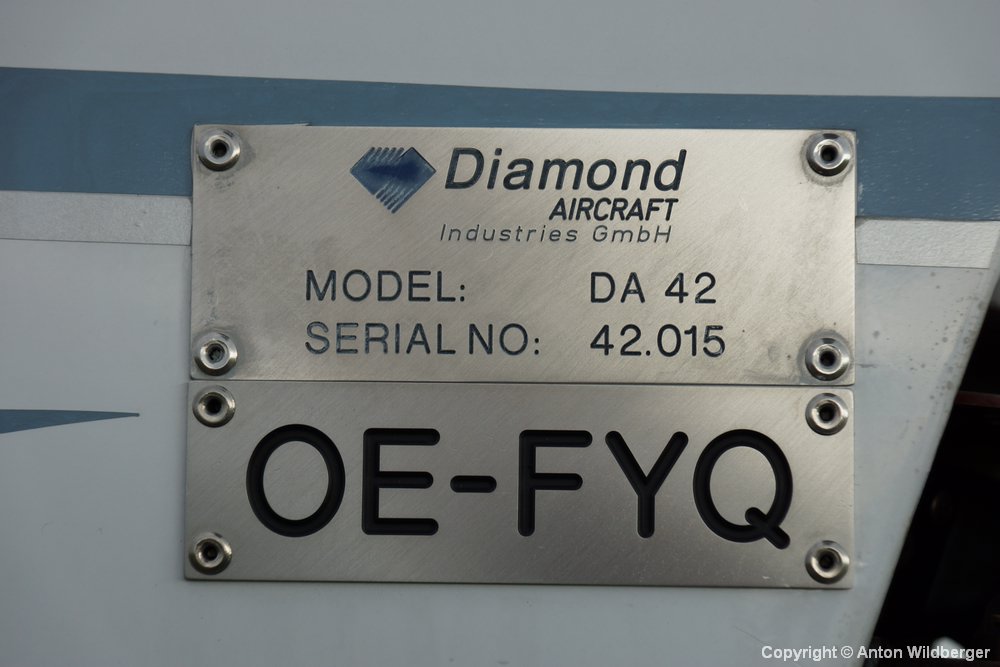 Diamond
AIRCRAFT
Industries GmbH
MODEL: DA 42
SERIAL NO: 42.015
OE-FYQ
Copyright © Anton Wildberger